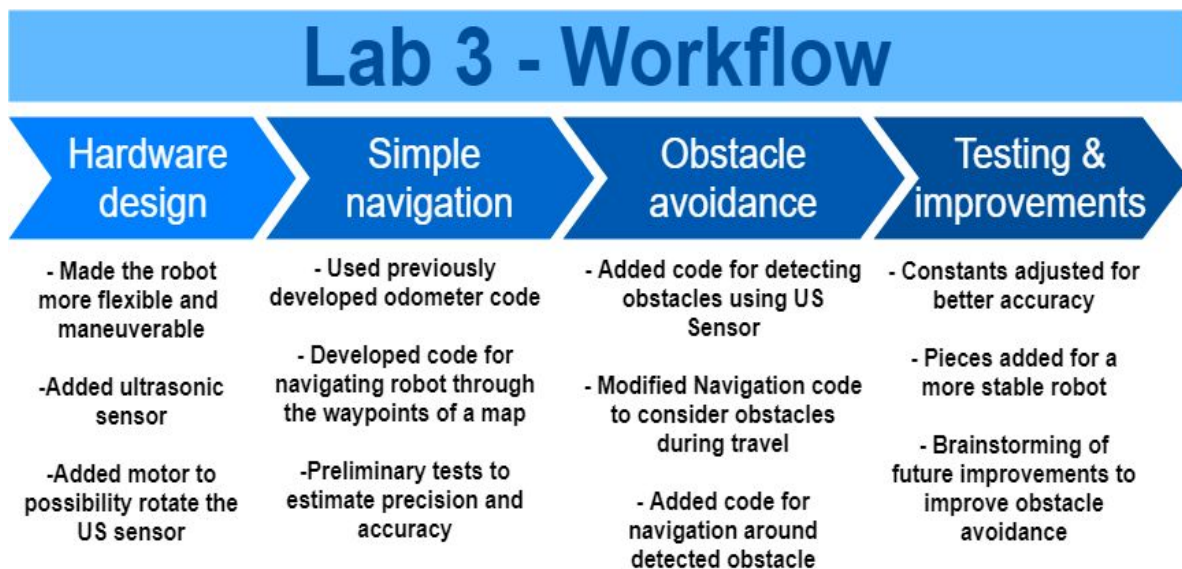 Lab 3 - Workflow
Hardware
design
Simple
navigation
Obstacle
avoidance
Testing &
improvements
- Made the robot
more flexible and
maneuverable
-Added ultrasonic
sensor
-Added motor to
possibility rotate the
US sensor
- Used previously
developed odometer code
- Developed code for
navigating robot through
the waypoints of a map
-Preliminary tests to
estimate precision and
accuracy
- Added code for detecting
obstacles using US
Sensor
- Modified Navigation code
to consider obstacles
during travel
- Added code for
navigation around
detected obstacle
- Constants adjusted for
better accuracy
- Pieces added for a
more stable robot
- Brainstorming of
future improvements to
improve obstacle
avoidance